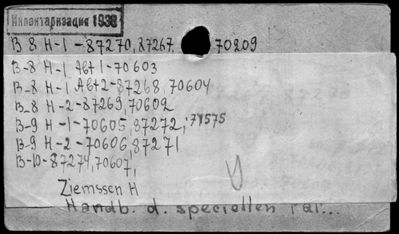 Инвентаризация 1938
В 8 Н-1-87270,87267 70209
В-8 Н-1 Abt 1-70603
В-8 Н-1 Abt 2-87268,70604
В-8 Н-2-87269,70602
В-9 Н-1-70605,87272, 74575
В-9 Н-2-70606,87271
В-10-87274,70607,
Ziemssen H
Handb. d. speciellen